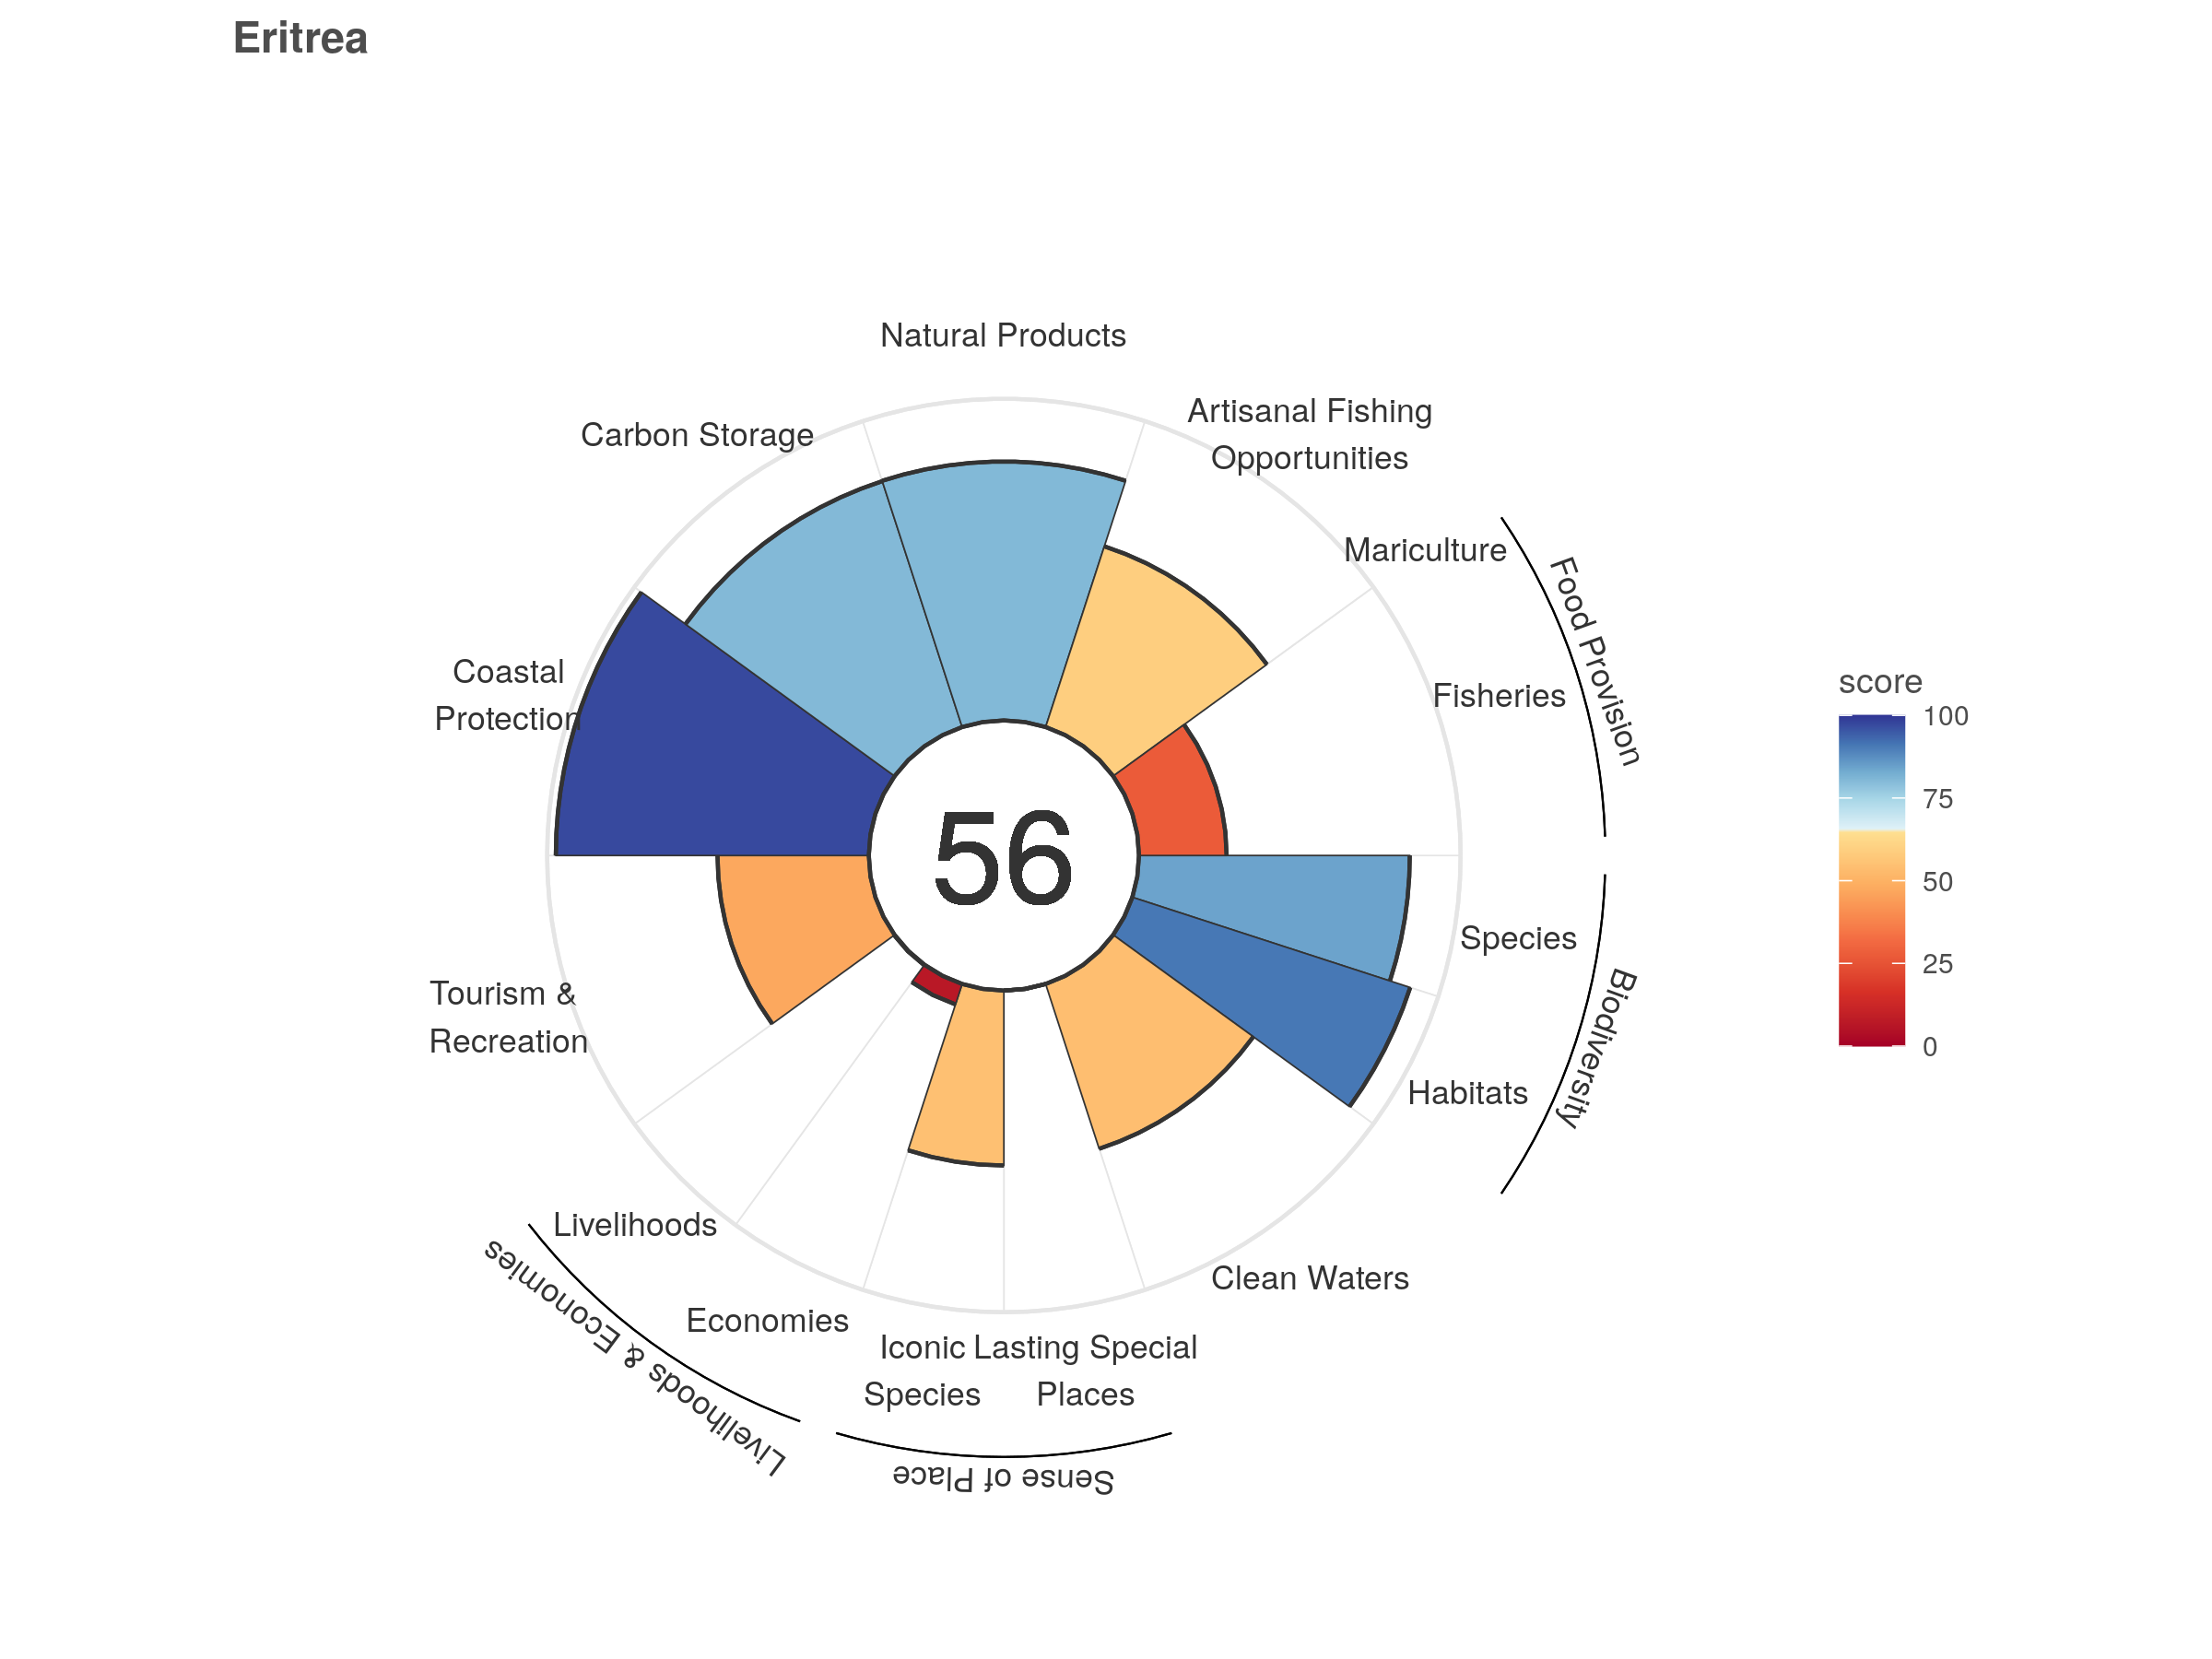 Eritrea
Natural Products
Artisanal Fishing
Opportunities
Carbon Storage
Mariculture
Food Provision
Fisheries
Coastal
Protection
score
100
75
50
25
0
56
Species
Biodiversity
Habitats
Tourism &
Recreation
Livelihoods
Livelihoods & Economies
Economies
Clean Waters
Iconic
Species
Lasting Special
Places
Sense of Place